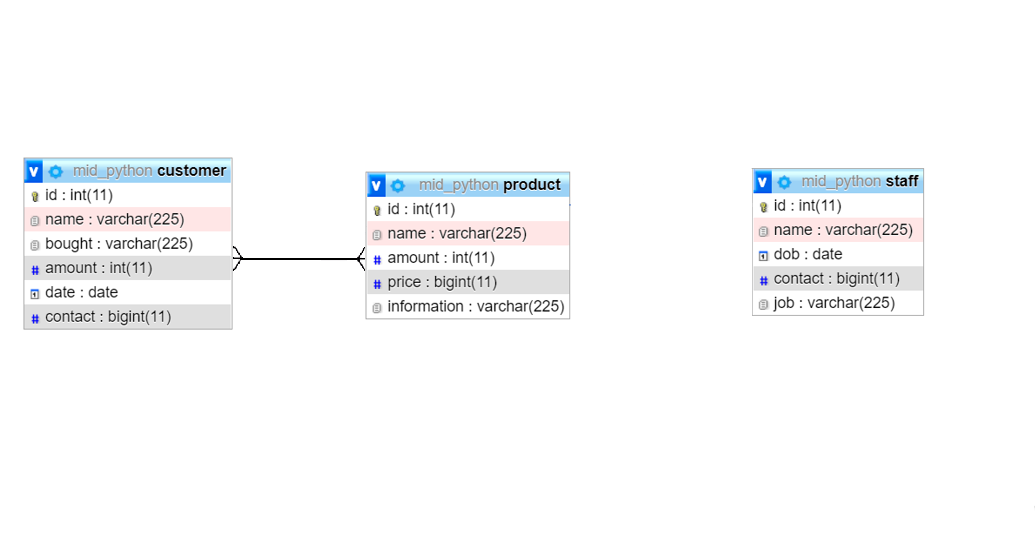 v mid_python customer
id : int(11)
name : varchar(225)
bought : varchar(225)
amount : int(11)
date : date
contact : bigint(11)
v mid_python product
id : int(11)
name : varchar(225)
amount : int(11)
price : bigint(11)
information : varchar(225)
v mid_python staff
id : int(11)
name : varchar(225)
dob : date
contact : bigint(11)
job : varchar(225)